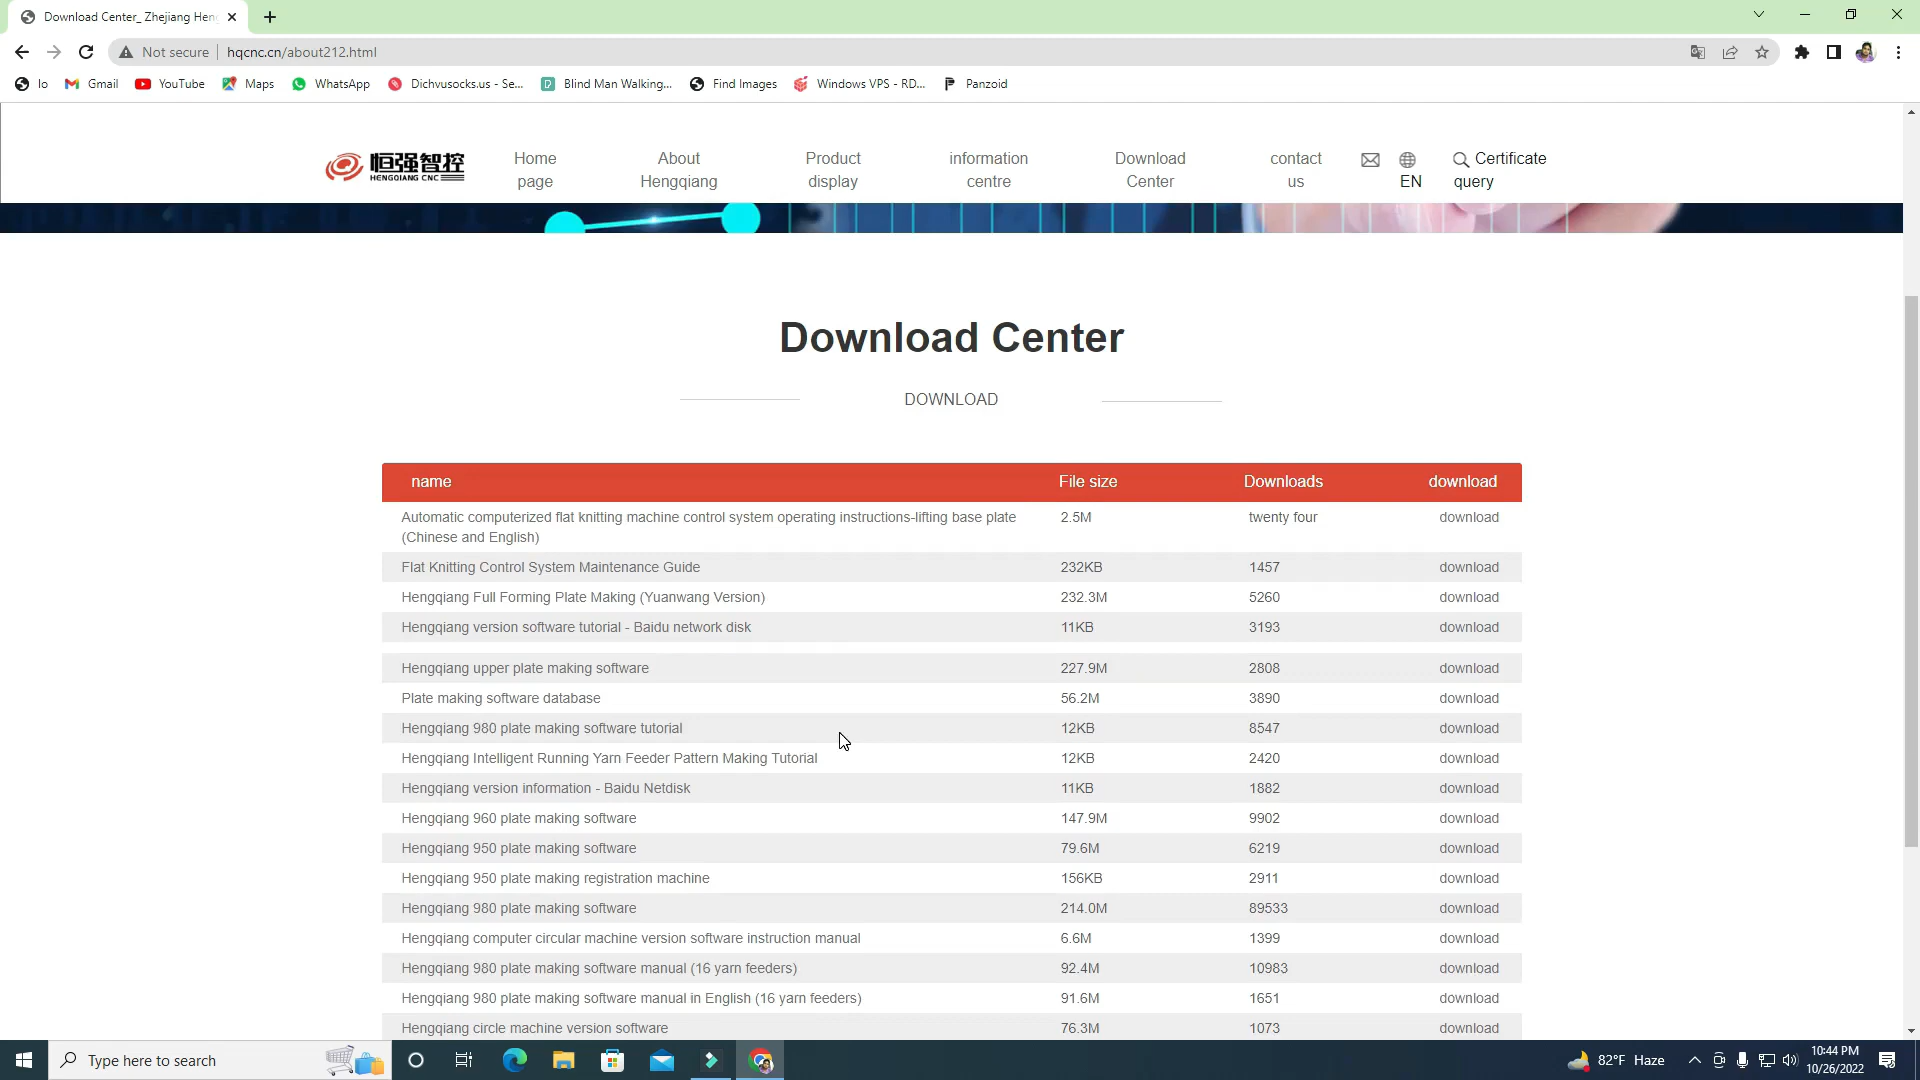 Download Center_ Zhejiang Heng
Not secure
hqcnc.cn/about212.html
Io
Gmail
YouTube
Maps
WhatsApp
Dichvusocks.us - Se...
Blind Man Walking...
Find Images
Windows VPS - RD...
Panzoid
恒强智控
HENGQIANG CNC
Home
page
About
Hengqiang
Product
display
information
centre
Download
Center
contact
us
EN
Certificate
query
Download Center
DOWNLOAD
name File size Downloads download
Automatic computerized flat knitting machine control system operating instructions-lifting base plate 2.5M twenty four download
(Chinese and English)
Flat Knitting Control System Maintenance Guide 232KB 1457 download
Hengqiang Full Forming Plate Making (Yuanwang Version) 232.3M 5260 download
Hengqiang version software tutorial - Baidu network disk 11KB 3193 download
Hengqiang upper plate making software 227.9M 2808 download
Plate making software database 56.2M 3890 download
Hengqiang 980 plate making software tutorial 12KB 8547 download
Hengqiang Intelligent Running Yarn Feeder Pattern Making Tutorial 12KB 2420 download
Hengqiang version information - Baidu Netdisk 11KB 1882 download
Hengqiang 960 plate making software 147.9M 9902 download
Hengqiang 950 plate making software 79.6M 6219 download
Hengqiang 950 plate making registration machine 156KB 2911 download
Hengqiang 980 plate making software 214.0M 89533 download
Hengqiang computer circular machine version software instruction manual 6.6M 1399 download
Hengqiang 980 plate making software manual (16 yarn feeders) 92.4M 10983 download
Hengqiang 980 plate making software manual in English (16 yarn feeders) 91.6M 1651 download
Hengqiang circle machine version software 76.3M 1073 download
Type here to search
82°F Haze
10:44 PM
10/26/2022